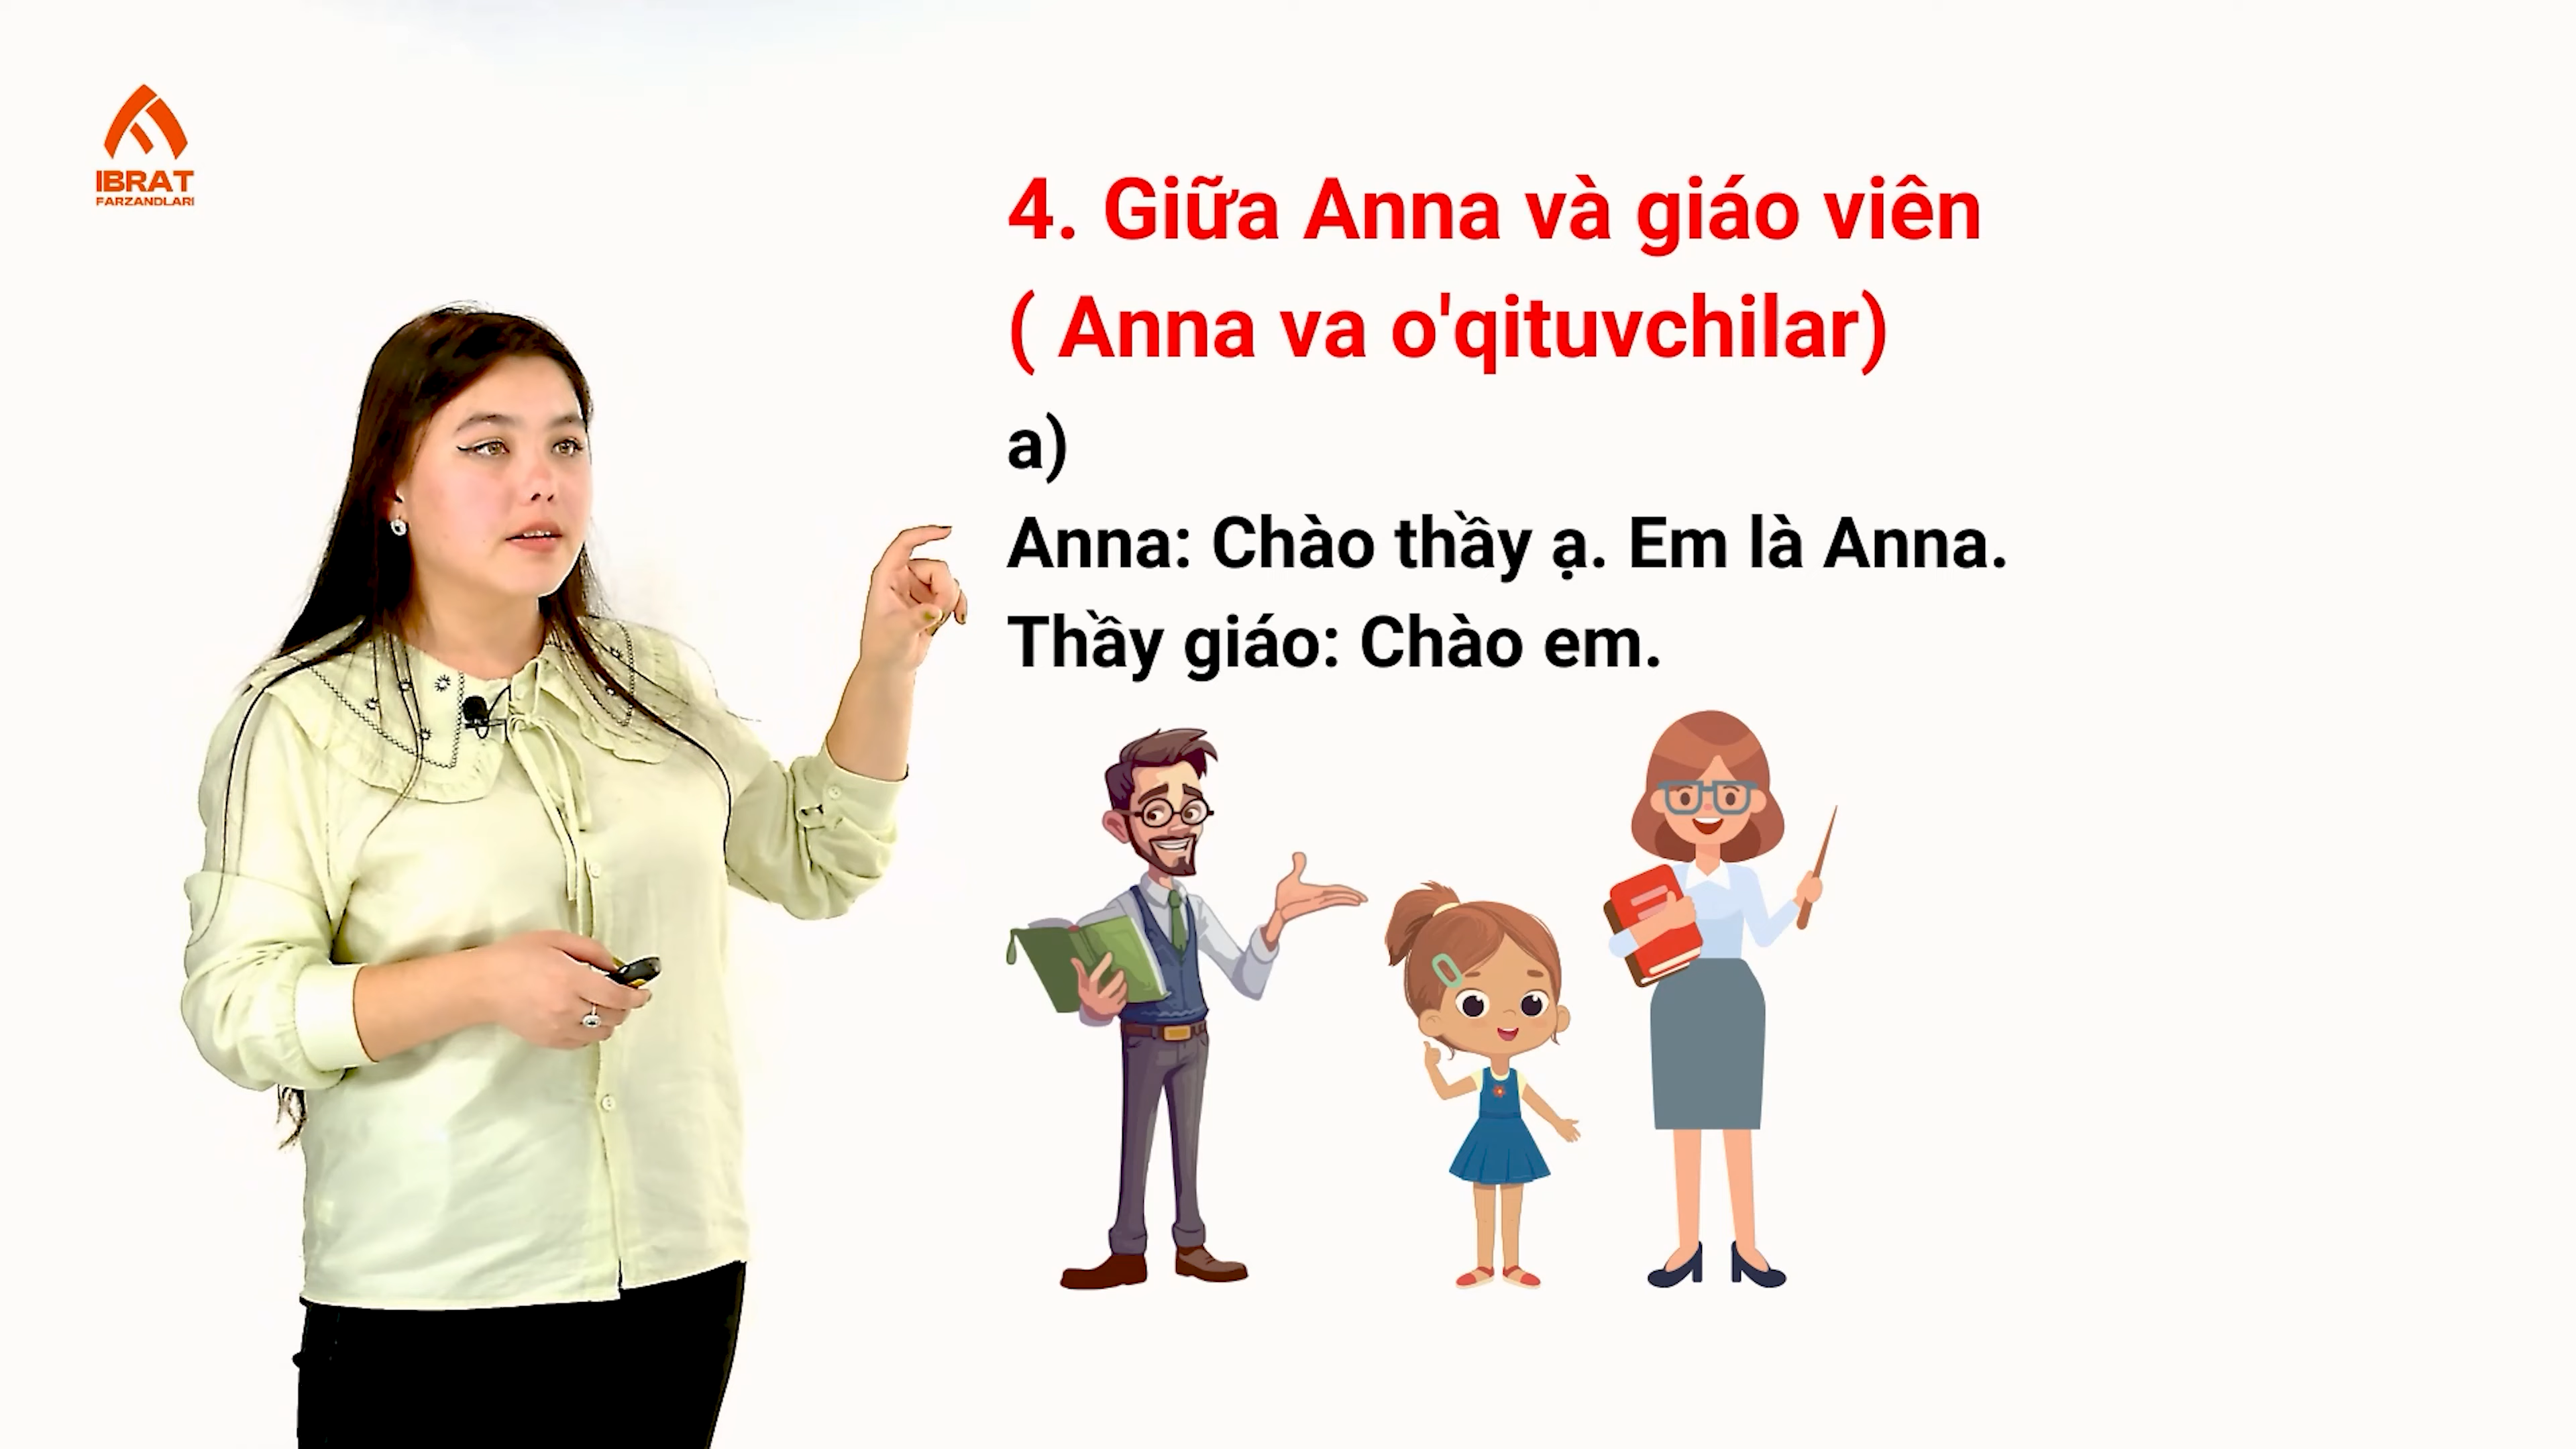 IBRAT
FARZANDLARI
4. Giữa Anna và giáo viên
( Anna va o'qituvchilar)
a)
Anna: Chào thầy ạ. Em là Anna.
Thầy giáo: Chào em.